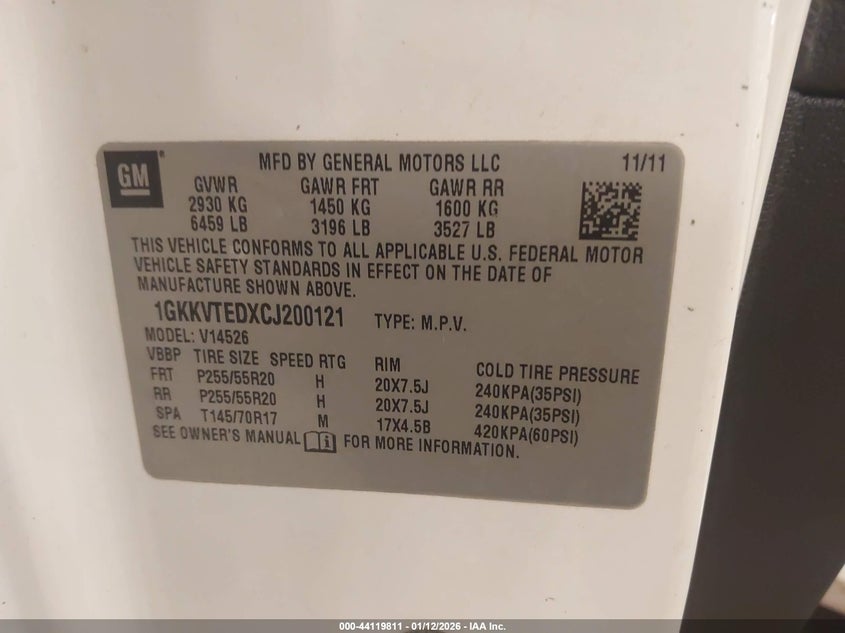 GM
MFD BY GENERAL MOTORS LLC 11/11
GVWR GAWR FRT GAWR RR
2930 KG 1450 KG 1600 KG
6459 LB 3196 LB 3527 LB
THIS VEHICLE CONFORMS TO ALL APPLICABLE U.S. FEDERAL MOTOR
VEHICLE SAFETY STANDARDS IN EFFECT ON THE DATE OF
MANUFACTURE SHOWN ABOVE.
1GKKVTEDXCJ200121 TYPE: M.P.V.
MODEL: V14526
VBBP TIRE SIZE SPEED RTG RIM COLD TIRE PRESSURE
FRT P255/55R20 H 20X7.5J 240KPA(35PSI)
RR P255/55R20 H 20X7.5J 240KPA(35PSI)
SPA T145/70R17 M 17X4.5B 420KPA(60PSI)
SEE OWNER'S MANUAL i FOR MORE INFORMATION.
000-44119811 - 01/12/2026 - IAA Inc.